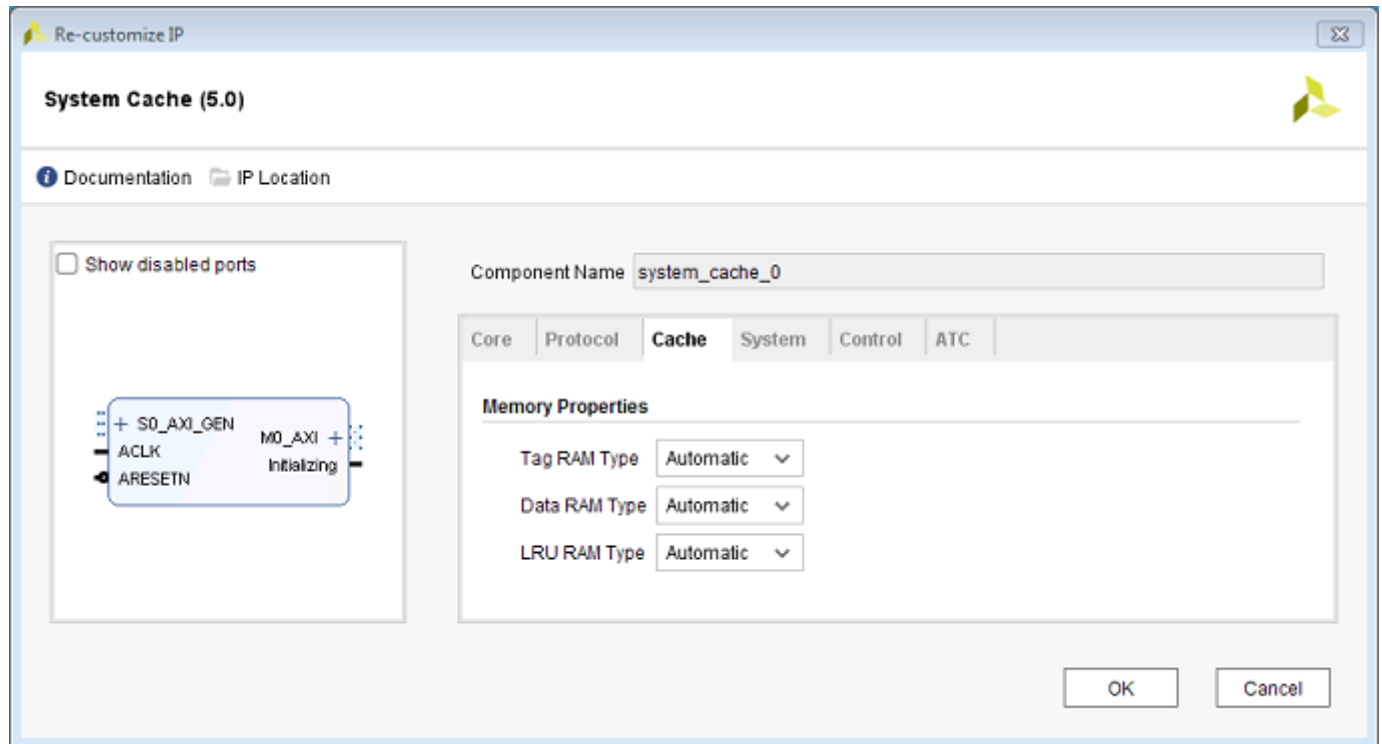 Re-customize IP
System Cache (5.0)
Documentation IP Location
Show disabled ports
S0_AXI_GEN
ACLK
ARESETN
M0_AXI
Initializing
Component Name system_cache_0
Core Protocol Cache System Control ATC
Memory Properties
Tag RAM Type Automatic
Data RAM Type Automatic
LRU RAM Type Automatic
OK Cancel